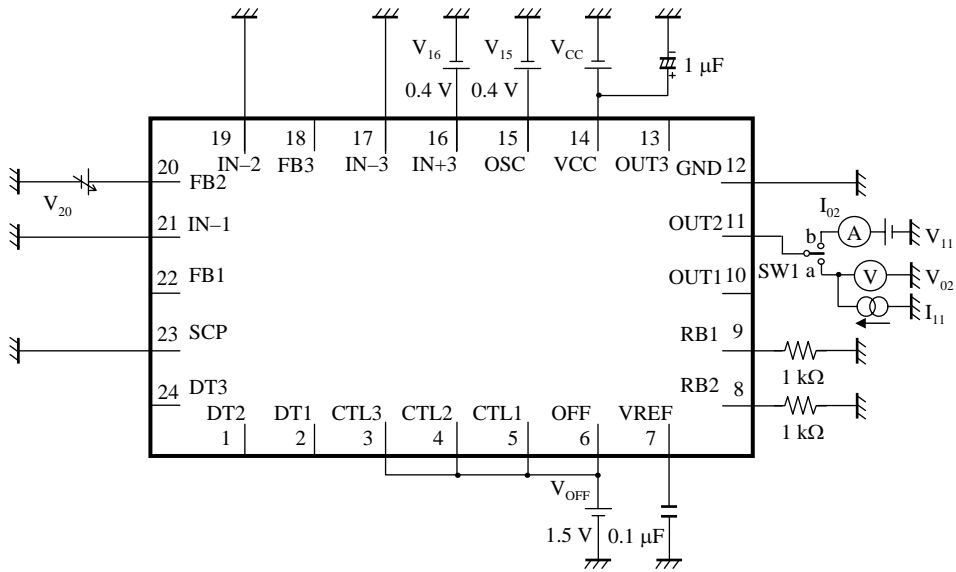 V16
V15
VCC
0.4 V
0.4 V
1 μF
− +
19 18 17 16 15 14 13
IN−2 FB3 IN−3 IN+3 OSC VCC OUT3
20 FB2
V20
21 IN−1
22 FB1
23 SCP
24 DT3
GND 12
OUT2 11
OUT1 10
RB1 9
RB2 8
I02
b
A
V11
SW1
a
V
V02
I11
1 kΩ
1 kΩ
DT2 DT1 CTL3 CTL2 CTL1 OFF VREF
1 2 3 4 5 6 7
VOFF
1.5 V
0.1 μF